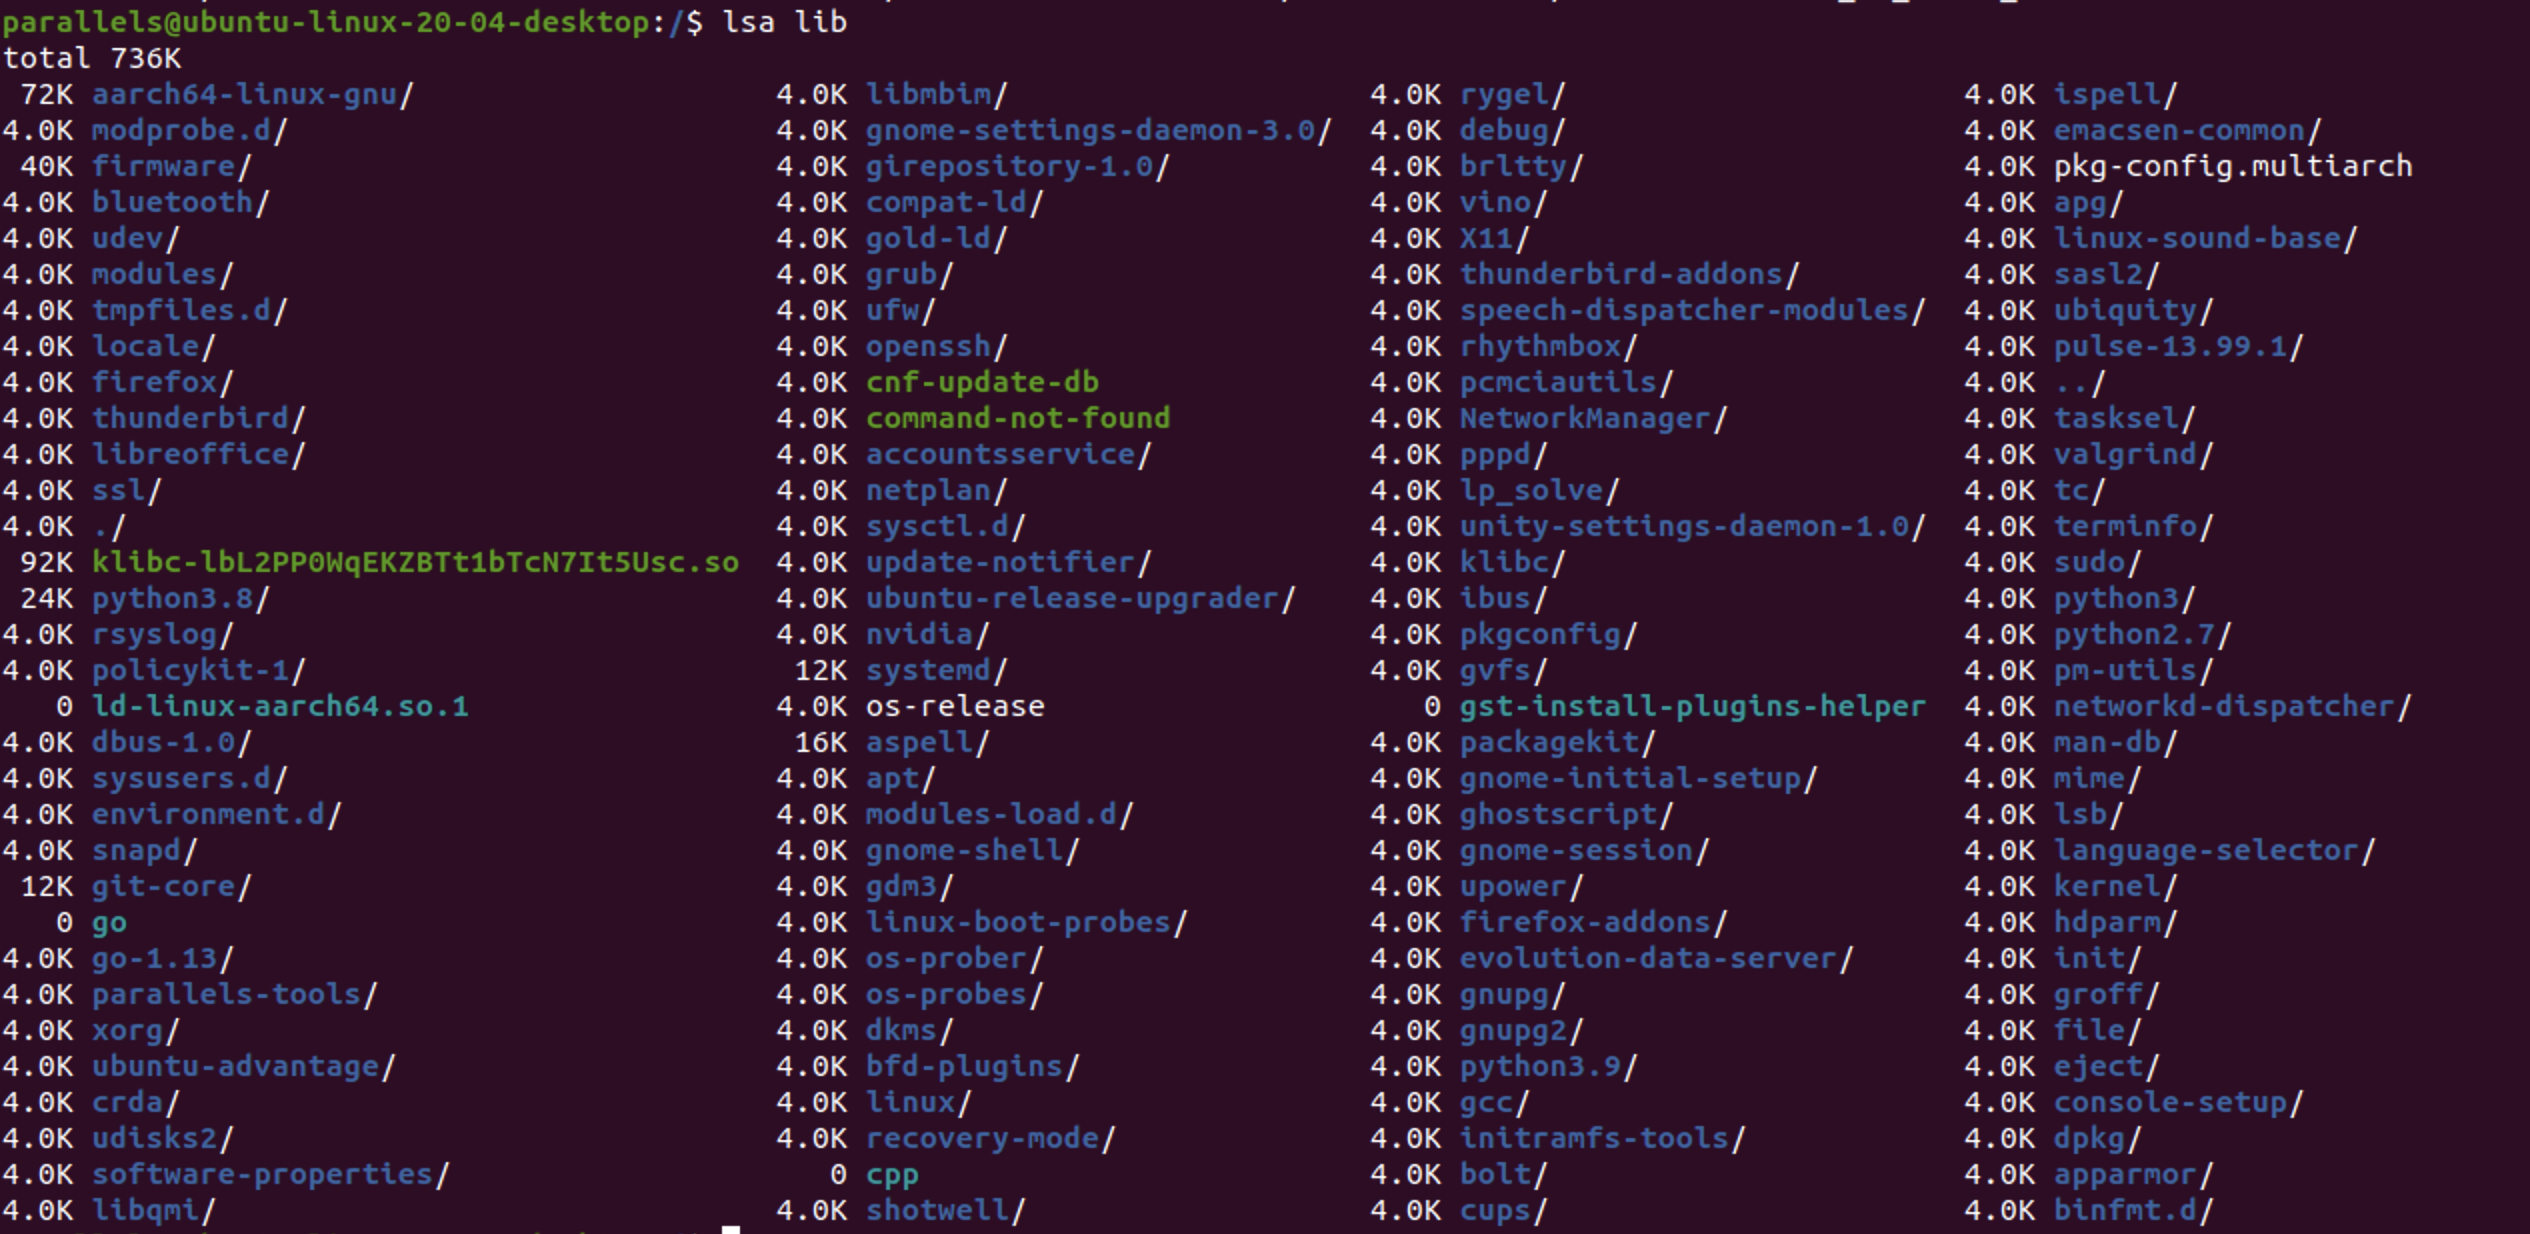 parallels@ubuntu-linux-20-04-desktop:/$ lsa lib
total 736K
72K aarch64-linux-gnu/ 4.0K libmbim/ 4.0K rygel/ 4.0K ispell/
4.0K modprobe.d/ 4.0K gnome-settings-daemon-3.0/ 4.0K debug/ 4.0K emacsen-common/
40K firmware/ 4.0K girepository-1.0/ 4.0K brltty/ 4.0K pkg-config.multiarch
4.0K bluetooth/ 4.0K compat-ld/ 4.0K vino/ 4.0K apg/
4.0K udev/ 4.0K gold-ld/ 4.0K X11/ 4.0K linux-sound-base/
4.0K modules/ 4.0K grub/ 4.0K thunderbird-addons/ 4.0K sasl2/
4.0K tmpfiles.d/ 4.0K ufw/ 4.0K speech-dispatcher-modules/ 4.0K ubiquity/
4.0K locale/ 4.0K openssh/ 4.0K rhythmbox/ 4.0K pulse-13.99.1/
4.0K firefox/ 4.0K cnf-update-db 4.0K pcmciautils/ 4.0K ../
4.0K thunderbird/ 4.0K command-not-found 4.0K NetworkManager/ 4.0K tasksel/
4.0K libreoffice/ 4.0K accountsservice/ 4.0K pppd/ 4.0K valgrind/
4.0K ssl/ 4.0K netplan/ 4.0K lp_solve/ 4.0K tc/
4.0K ./ 4.0K sysctl.d/ 4.0K unity-settings-daemon-1.0/ 4.0K terminfo/
92K klibc-lbL2PP0WqEKZBTt1bTcN7It5Usc.so 4.0K update-notifier/ 4.0K klibc/ 4.0K sudo/
24K python3.8/ 4.0K ubuntu-release-upgrader/ 4.0K ibus/ 4.0K python3/
4.0K rsyslog/ 4.0K nvidia/ 4.0K pkgconfig/ 4.0K python2.7/
4.0K policykit-1/ 12K systemd/ 4.0K gvfs/ 4.0K pm-utils/
0 ld-linux-aarch64.so.1 4.0K os-release 0 gst-install-plugins-helper 4.0K networkd-dispatcher/
4.0K dbus-1.0/ 16K aspell/ 4.0K packagekit/ 4.0K man-db/
4.0K sysusers.d/ 4.0K apt/ 4.0K gnome-initial-setup/ 4.0K mime/
4.0K environment.d/ 4.0K modules-load.d/ 4.0K ghostscript/ 4.0K lsb/
4.0K snapd/ 4.0K gnome-shell/ 4.0K gnome-session/ 4.0K language-selector/
12K git-core/ 4.0K gdm3/ 4.0K upower/ 4.0K kernel/
0 go 4.0K linux-boot-probes/ 4.0K firefox-addons/ 4.0K hdparm/
4.0K go-1.13/ 4.0K os-prober/ 4.0K evolution-data-server/ 4.0K init/
4.0K parallels-tools/ 4.0K os-probes/ 4.0K gnupg/ 4.0K groff/
4.0K xorg/ 4.0K dkms/ 4.0K gnupg2/ 4.0K file/
4.0K ubuntu-advantage/ 4.0K bfd-plugins/ 4.0K python3.9/ 4.0K eject/
4.0K crda/ 4.0K linux/ 4.0K gcc/ 4.0K console-setup/
4.0K udisks2/ 4.0K recovery-mode/ 4.0K initramfs-tools/ 4.0K dpkg/
4.0K software-properties/ 0 cpp 4.0K bolt/ 4.0K apparmor/
4.0K libqmi/ 4.0K shotwell/ 4.0K cups/ 4.0K binfmt.d/